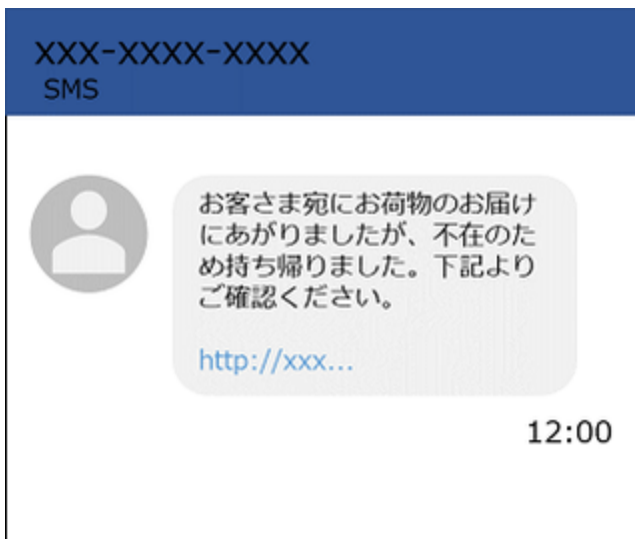 xxx-xxxx-xxxx
SMS
お客さま宛にお荷物のお届け
にあがりましたが、不在のた
め持ち帰りました。下記より
ご確認ください。
http://xxx...
12:00